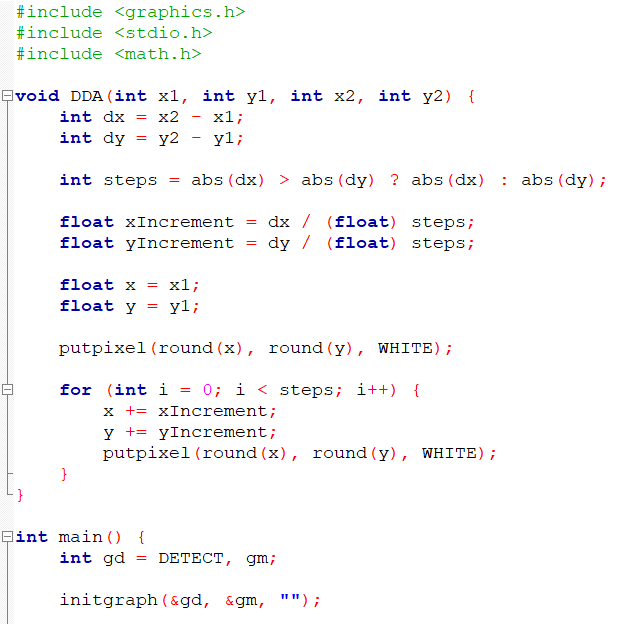 #include <graphics.h>
#include <stdio.h>
#include <math.h>

void DDA(int x1, int y1, int x2, int y2) {
    int dx = x2 - x1;
    int dy = y2 - y1;

    int steps = abs(dx) > abs(dy) ? abs(dx) : abs(dy);

    float xIncrement = dx / (float) steps;
    float yIncrement = dy / (float) steps;

    float x = x1;
    float y = y1;

    putpixel(round(x), round(y), WHITE);

    for (int i = 0; i < steps; i++) {
        x += xIncrement;
        y += yIncrement;
        putpixel(round(x), round(y), WHITE);
    }
}

int main() {
    int gd = DETECT, gm;

    initgraph(&gd, &gm, "");